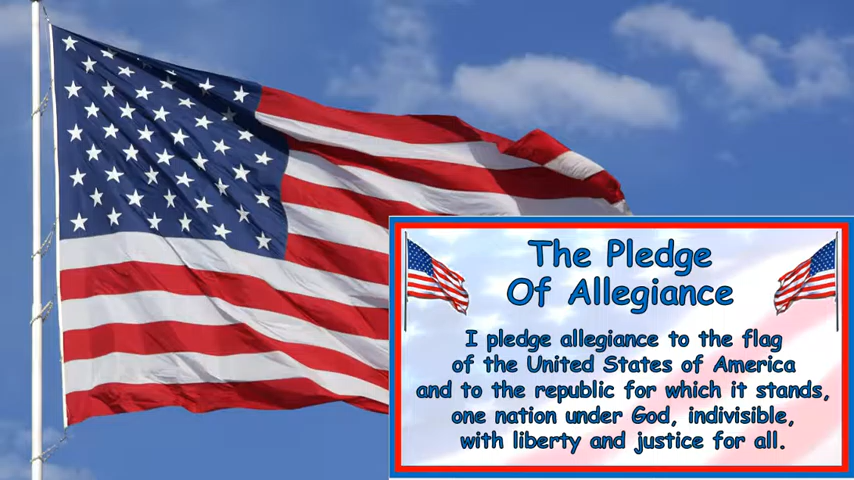 The Pledge
Of Allegiance
I pledge allegiance to the flag
of the United States of America
and to the republic for which it stands,
one nation under God, indivisible,
with liberty and justice for all.